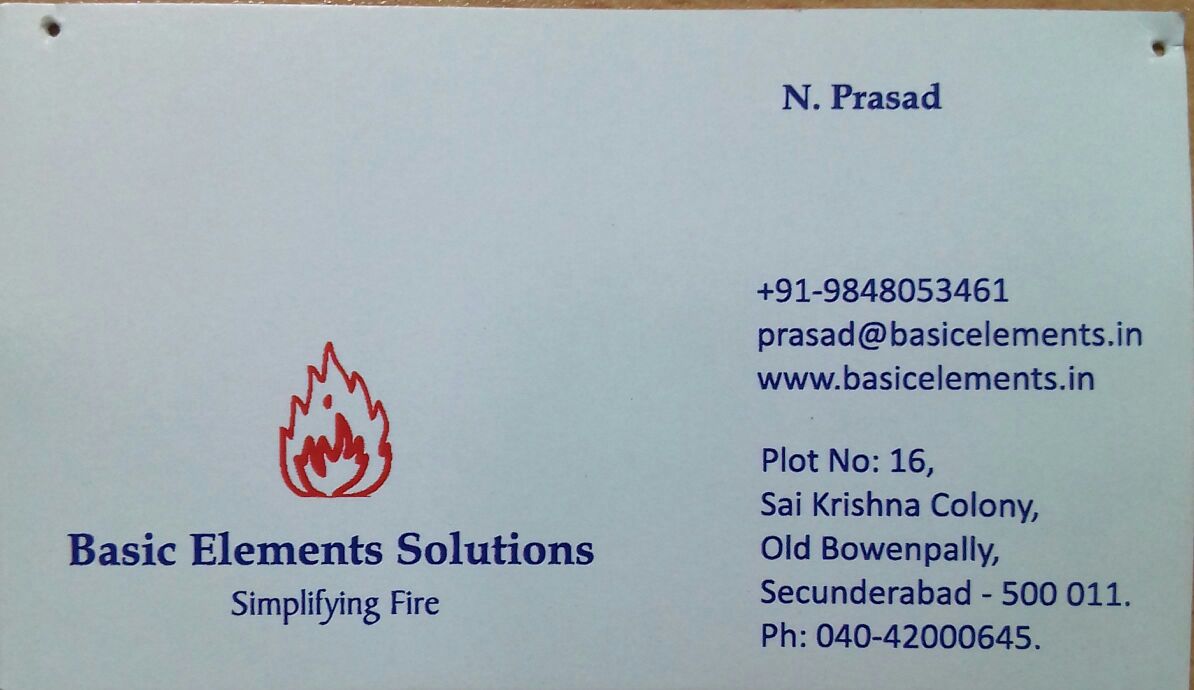 N. Prasad
+91-9848053461
prasad@basicelements.in
www.basicelements.in
Plot No: 16,
Sai Krishna Colony,
Old Bowenpally,
Secunderabad - 500 011.
Ph: 040-42000645.
Basic Elements Solutions
Simplifying Fire